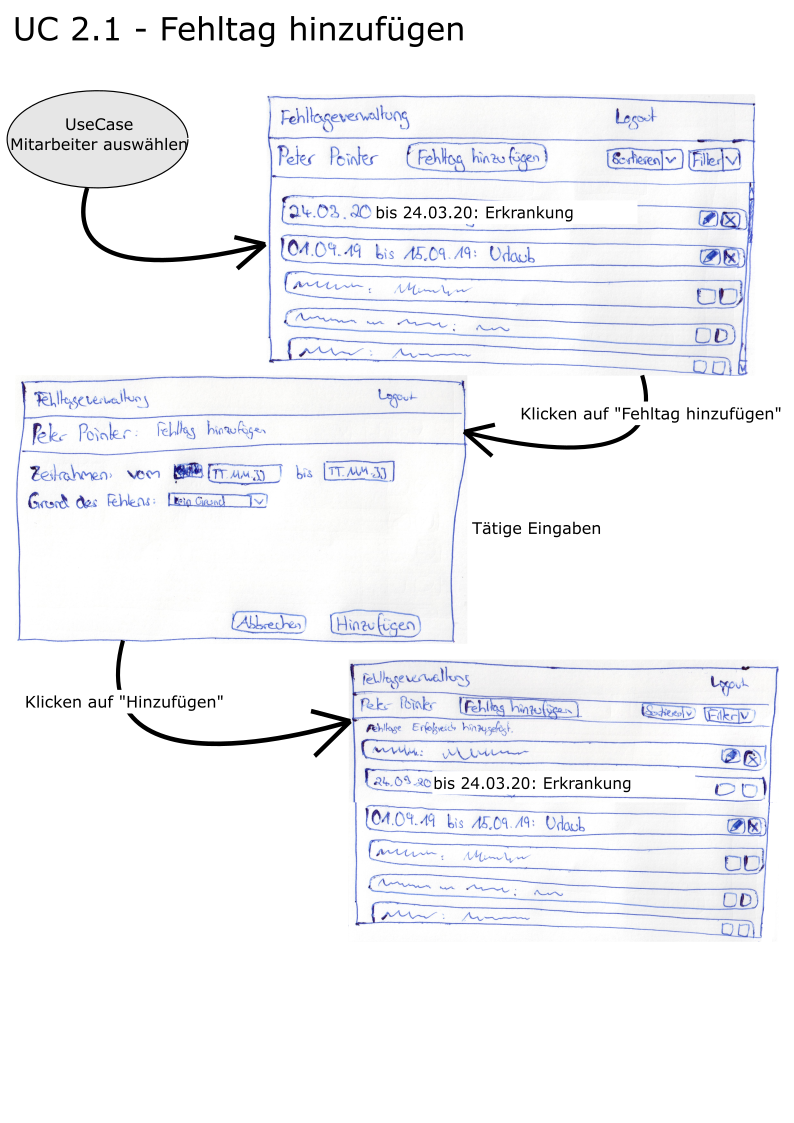 UC 2.1 - Fehltag hinzufügen
UseCase
Mitarbeiter auswählen
Fehltageverwaltung Logout
Peter Pointer Fehltag hinzufügen Sortieren Filter
24.03.20 bis 24.03.20: Erkrankung
01.09.19 bis 15.09.19: Urlaub
Klicken auf "Fehltag hinzufügen"
Fehltageverwaltung Logout
Peter Pointer: Fehltag hinzufügen
Zeitrahmen: vom TT.MM.JJ bis TT.MM.JJ
Grund des Fehlens: Kein Grund
Abbrechen Hinzufügen
Tätige Eingaben
Klicken auf "Hinzufügen"
Fehltageverwaltung Logout
Peter Pointer Fehltag hinzufügen Sortieren Filter
Fehltage Erfolgreich hinzugefügt.
24.03.20 bis 24.03.20: Erkrankung
01.09.19 bis 15.09.19: Urlaub